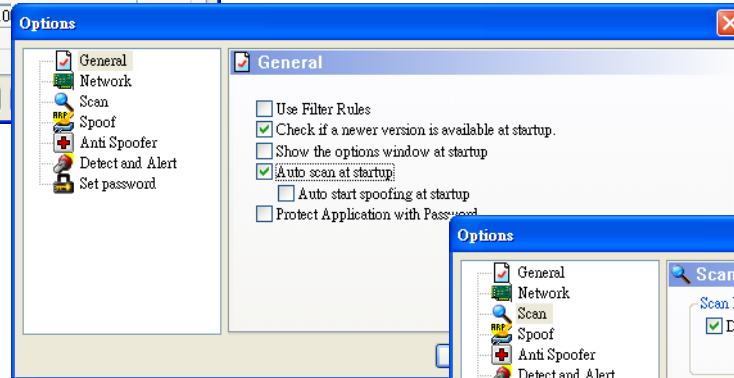 Options
General
Network
Scan
Spoof
Anti Spoofer
Detect and Alert
Set password
General
Use Filter Rules
Check if a newer version is available at startup.
Show the options window at startup
Auto scan at startup
Auto start spoofing at startup
Protect Application with Password
Options
General
Network
Scan
Spoof
Anti Spoofer
Detect and Alert
Scan
Scan